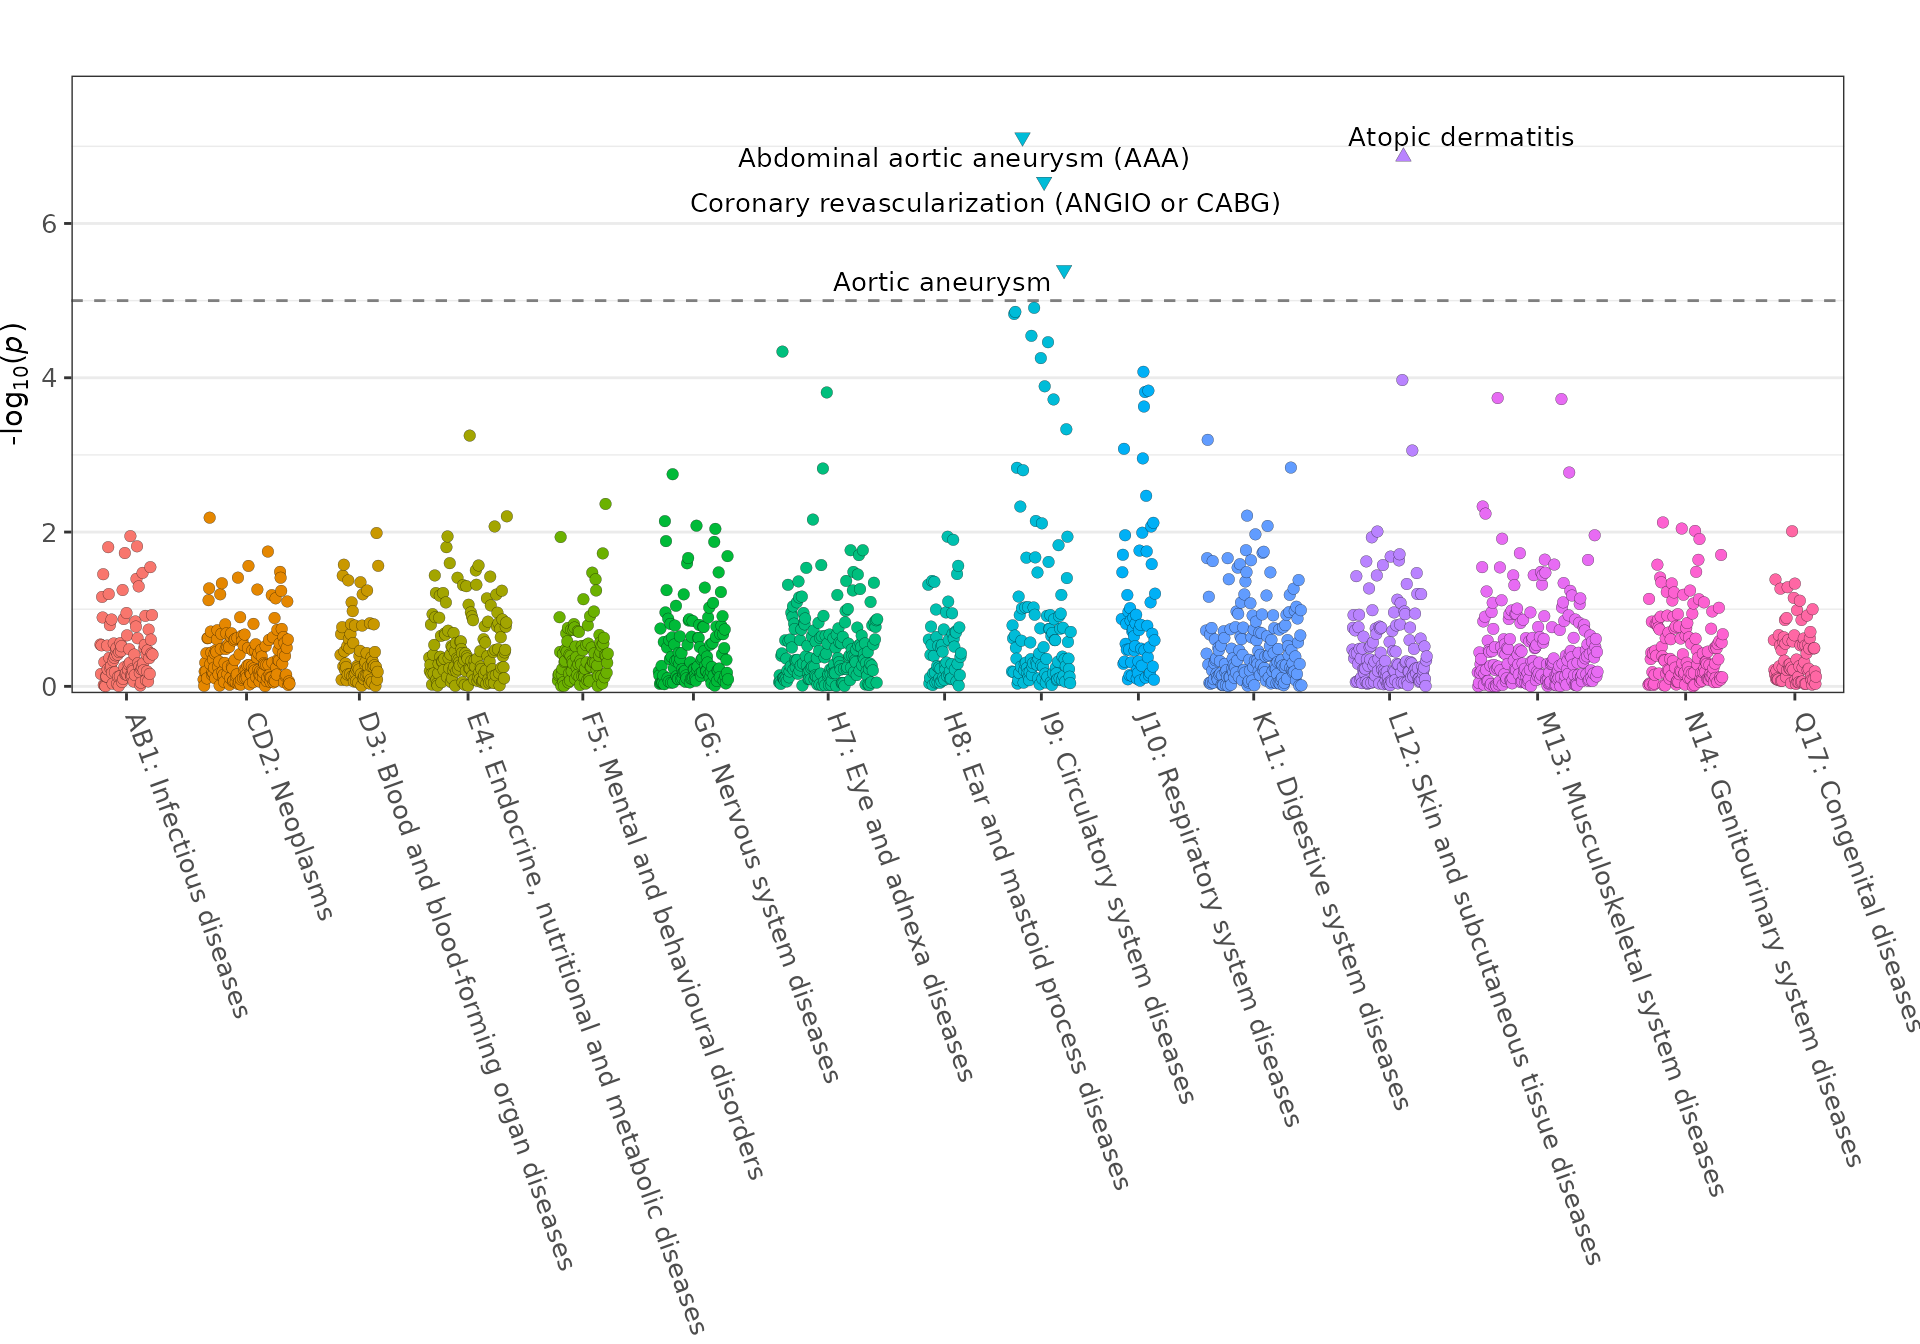 Atopic dermatitis
Abdominal aortic aneurysm (AAA)
Coronary revascularization (ANGIO or CABG)
Aortic aneurysm
-log10(p)
6
4
2
0
AB1: Infectious diseases
CD2: Neoplasms
D3: Blood and blood-forming organ diseases
E4: Endocrine, nutritional and metabolic diseases
F5: Mental and behavioural disorders
G6: Nervous system diseases
H7: Eye and adnexa diseases
H8: Ear and mastoid process diseases
I9: Circulatory system diseases
J10: Respiratory system diseases
K11: Digestive system diseases
L12: Skin and subcutaneous tissue diseases
M13: Musculoskeletal system diseases
N14: Genitourinary system diseases
Q17: Congenital diseases